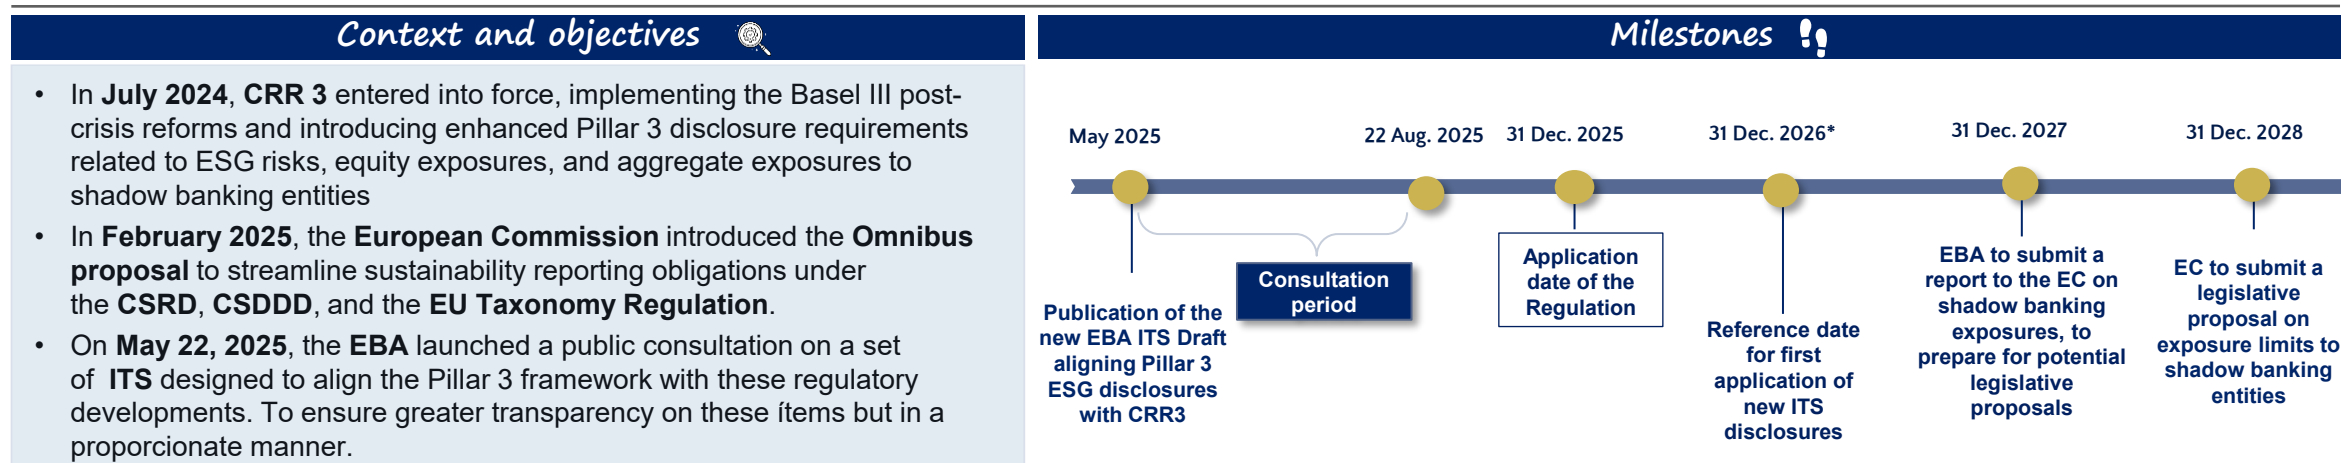 Context and objectives
• In July 2024, CRR 3 entered into force, implementing the Basel III post-
crisis reforms and introducing enhanced Pillar 3 disclosure requirements
related to ESG risks, equity exposures, and aggregate exposures to
shadow banking entities
• In February 2025, the European Commission introduced the Omnibus
proposal to streamline sustainability reporting obligations under
the CSRD, CSDDD, and the EU Taxonomy Regulation.
• On May 22, 2025, the EBA launched a public consultation on a set
of ITS designed to align the Pillar 3 framework with these regulatory
developments. To ensure greater transparency on these ítems but in a
proporcionate manner.
Milestones
May 2025
22 Aug. 2025
31 Dec. 2025
31 Dec. 2026*
31 Dec. 2027
31 Dec. 2028
Publication of the
new EBA ITS Draft
aligning Pillar 3
ESG disclosures
with CRR3
Consultation
period
Application
date of the
Regulation
Reference date
for first
application of
new ITS
disclosures
EBA to submit a
report to the EC on
shadow banking
exposures, to
prepare for potential
legislative
proposals
EC to submit a
legislative
proposal on
exposure limits to
shadow banking
entities